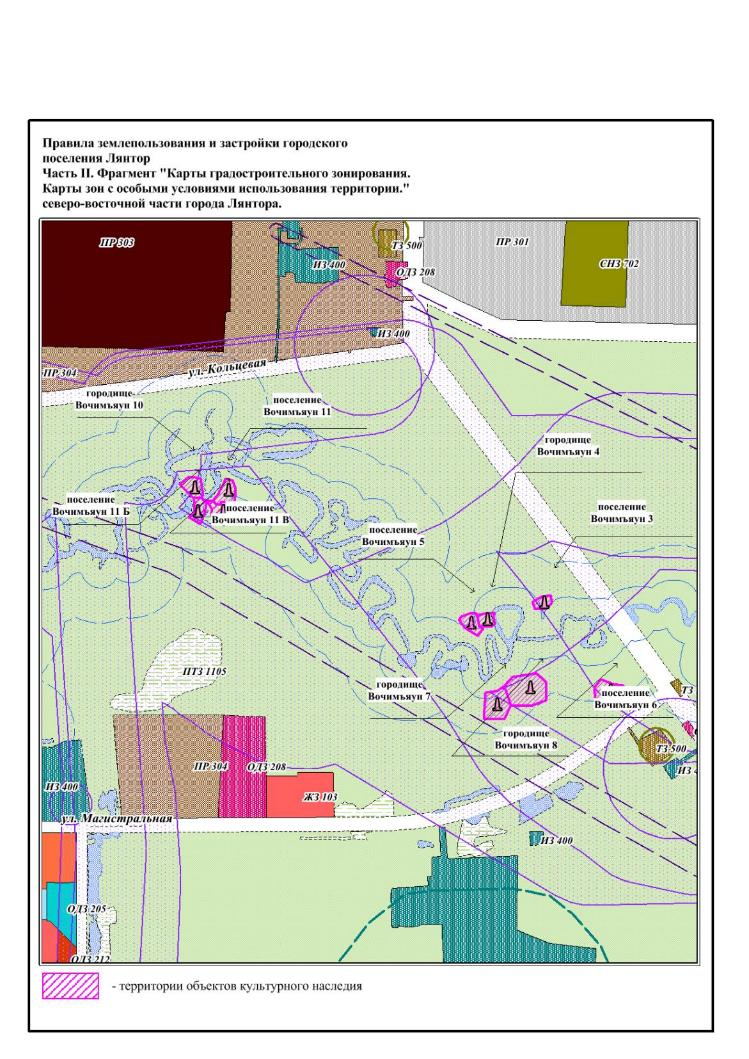 Правила землепользования и застройки городского
поселения Лянтор
Часть II. Фрагмент "Карты градостроительного зонирования.
Карты зон с особыми условиями использования территории."
северо-восточной части города Лянтора.
ПР 303
ТЗ 500
ПР 301
ИЗ 400
ОДЗ 208
СНЗ 702
ИЗ 400
ПР 304
ул. Кольцевая
городище
Вочимъяун 10
поселение
Вочимъяун 11
городище
Вочимъяун 4
поселение
Вочимъяун 11 Б
поселение
Вочимъяун 11 В
поселение
Вочимъяун 3
поселение
Вочимъяун 5
ПТЗ 1105
городище
Вочимъяун 7
поселение
Вочимъяун 6
ТЗ
городище
Вочимъяун 8
ТЗ 500
ПР 304
ОДЗ 208
ИЗ 4
ИЗ 400
ЖЗ 103
ул. Магистральная
ИЗ 400
ОДЗ 205
ОДЗ 212
- территории объектов культурного наследия